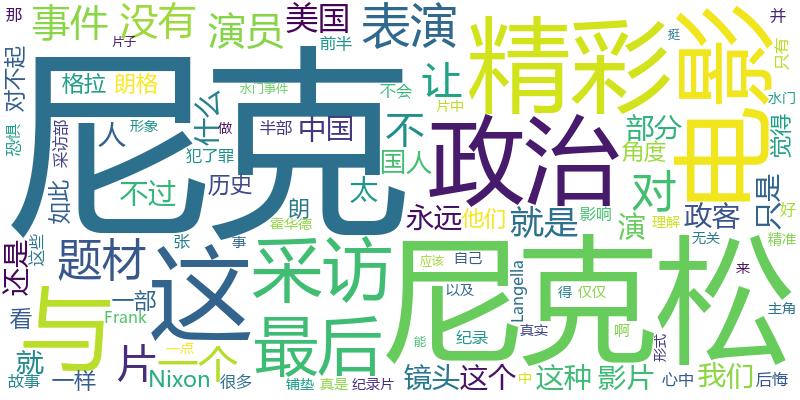 那 事件 没有 演员 美国 前半 表演 精彩 电影 并
片子 只有
对不起 格拉 朗格 水门事件 不会 让 挺
尼克 片中 水门
恐惧 采访部 人 形象 什么 做 半部 中国 不 政治 部分 觉得
犯了罪 国人 角度
如此 不过 历史 太 对 只是
朗 永远 他们 就是 影响 演 理解 政客 好
还是 这些 题材 张 事 霍华德 无关 精准
这 采访 尼克松 应该 自己 来
与 一部 Langella 得 仅仅 主角
看 Frank 最后 能 纪录 以及 真实 啊 形式
就 片 一点 一个
故事 一样 Nixon 很多 铺垫 真是 纪录片 镜头 这个 中 这种 影片 心中 我们 后悔